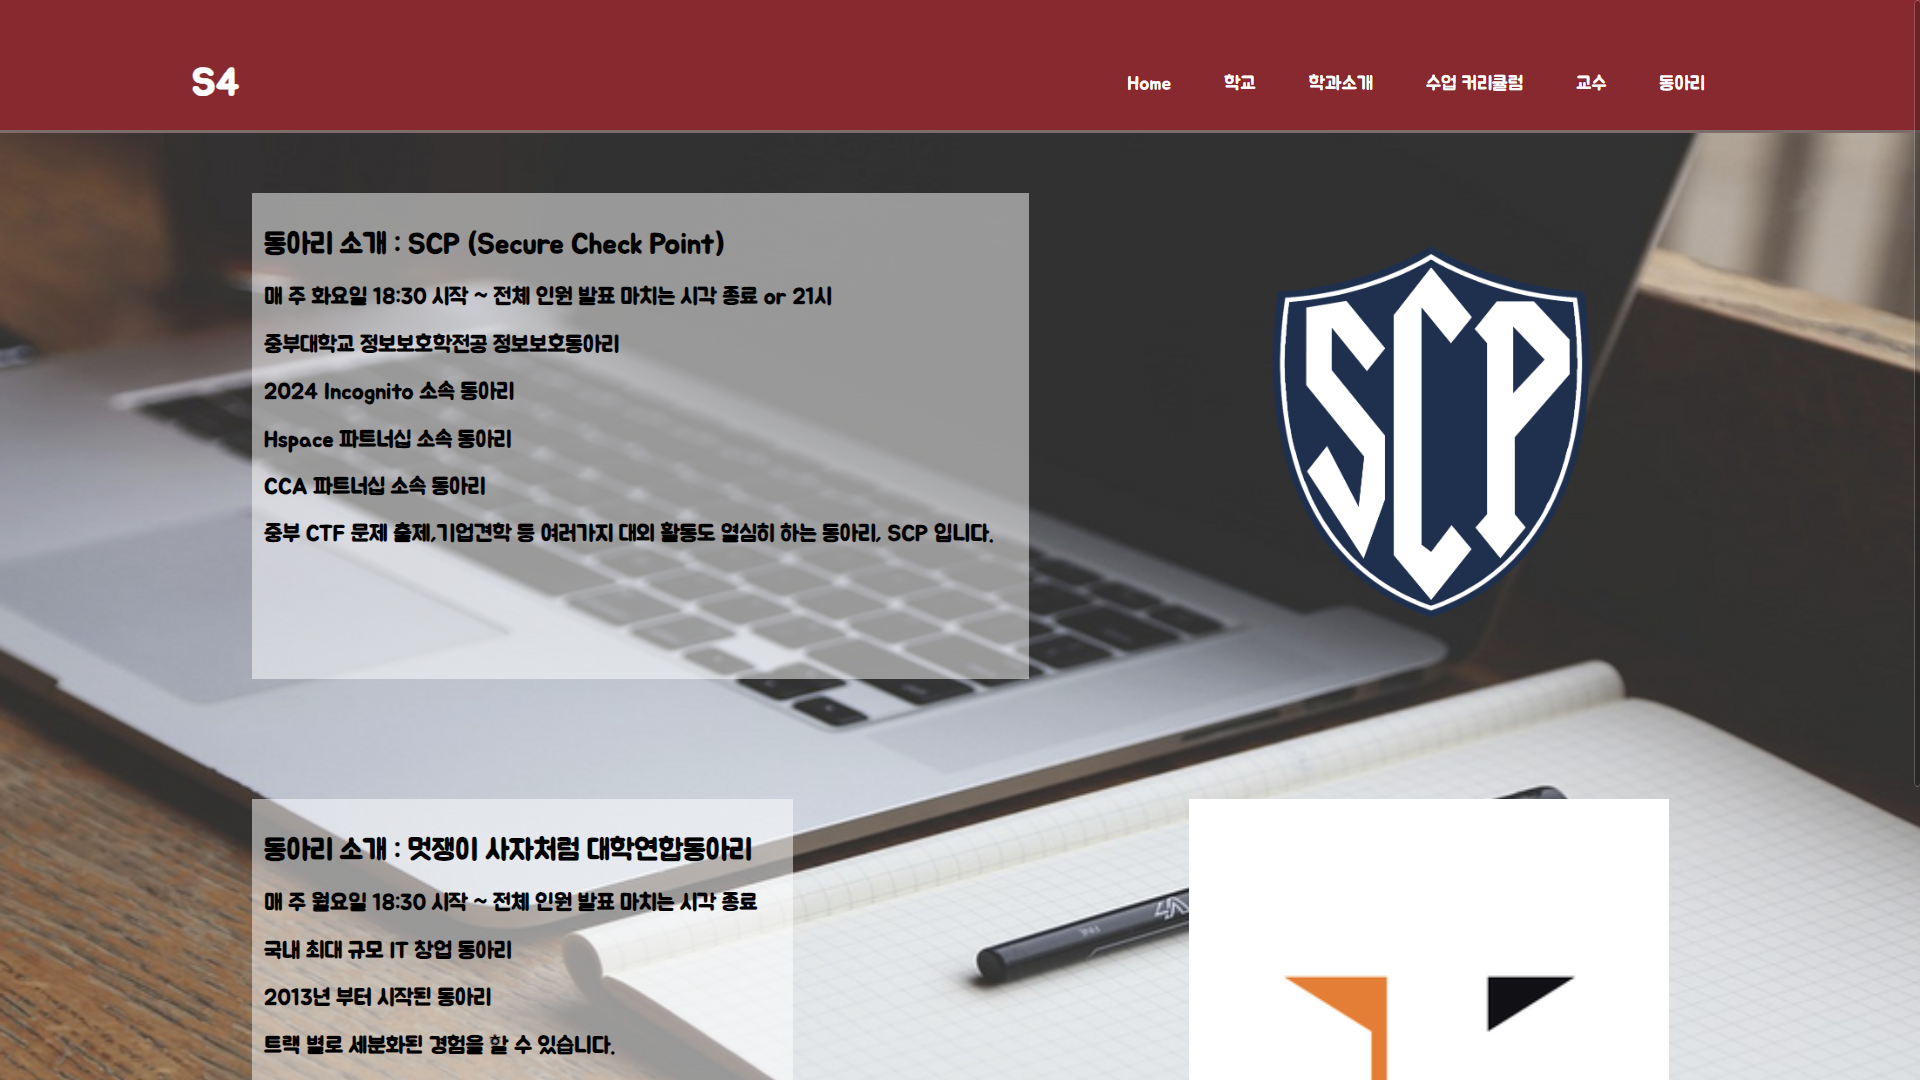 S4
Home 학교 학과소개 수업 커리큘럼 교수 동아리
동아리 소개 : SCP (Secure Check Point)
매 주 화요일 18:30 시작 ~ 전체 인원 발표 마치는 시각 종료 or 21시
중부대학교 정보보호학전공 정보보호동아리
2024 Incognito 소속 동아리
Hspace 파트너십 소속 동아리
CCA 파트너십 소속 동아리
중부 CTF 문제 출제,기업견학 등 여러가지 대외 활동도 열심히 하는 동아리, SCP 입니다.
SCP
동아리 소개 : 멋쟁이 사자처럼 대학연합동아리
매 주 월요일 18:30 시작 ~ 전체 인원 발표 마치는 시각 종료
국내 최대 규모 IT 창업 동아리
2013년 부터 시작된 동아리
트랙 별로 세분화된 경험을 할 수 있습니다.